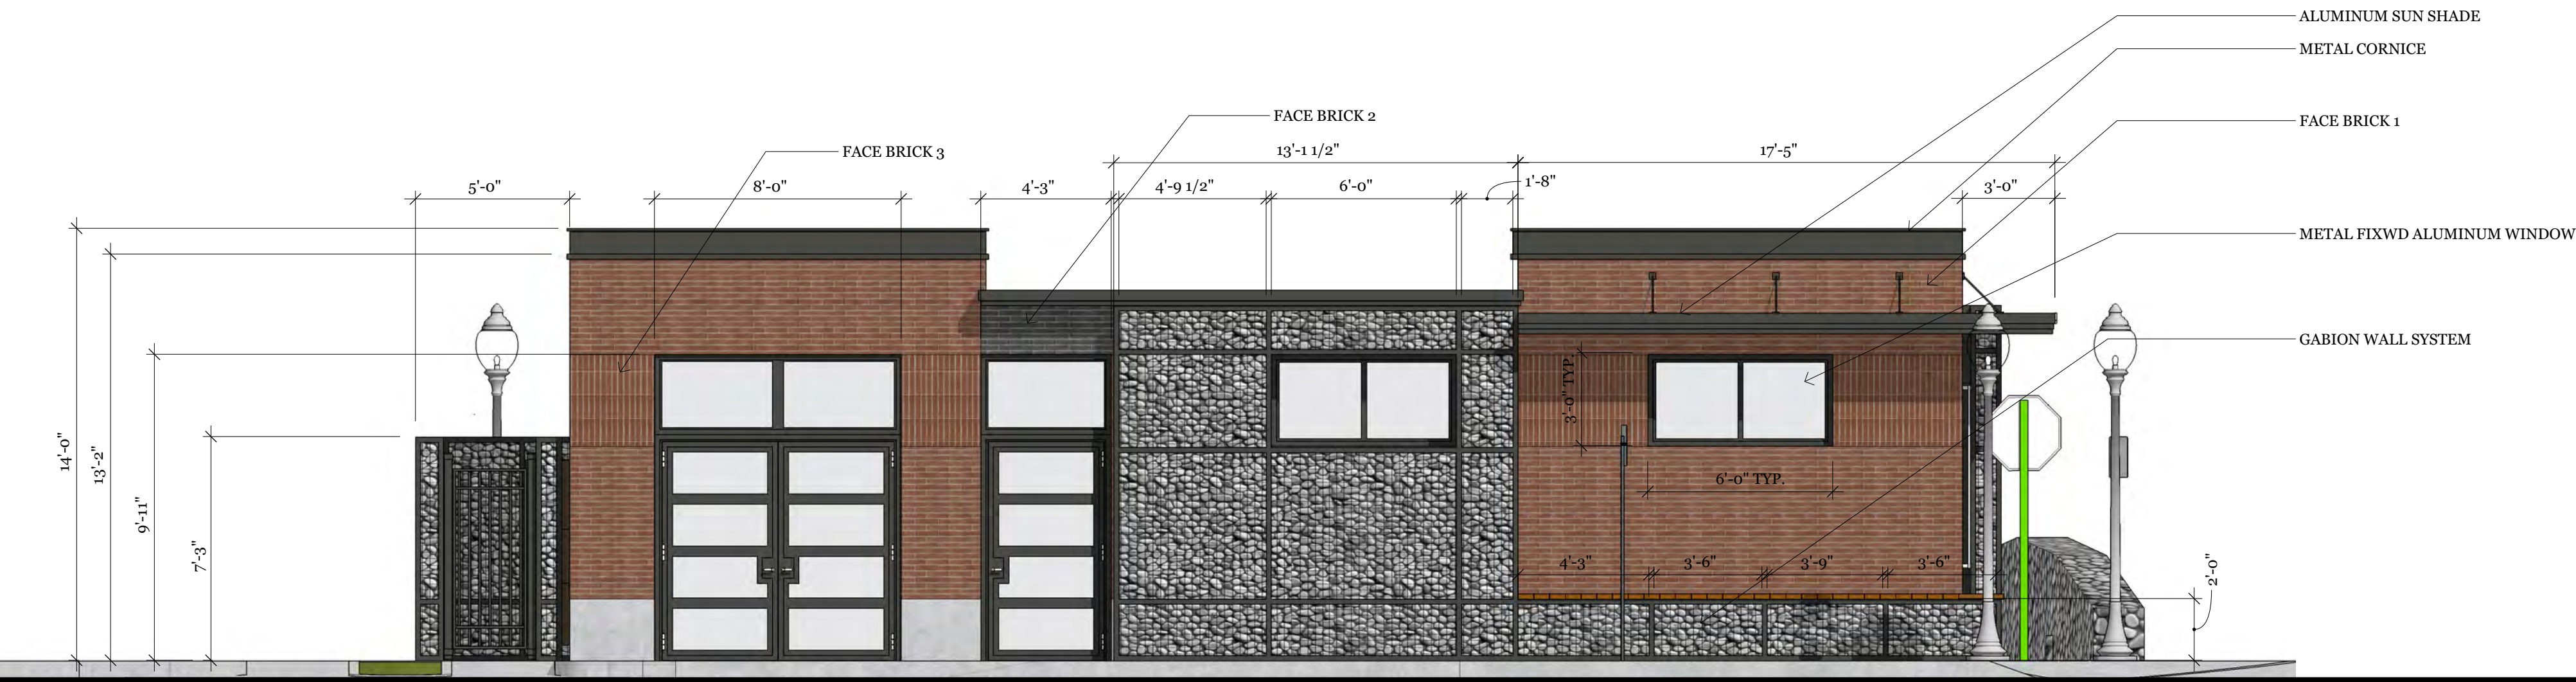 ALUMINUM SUN SHADE
METAL CORNICE
FACE BRICK 2
FACE BRICK 1
FACE BRICK 3
13'-1 1/2"
17'-5"
5'-0"
8'-0"
4'-3"
4'-9 1/2"
6'-0"
1'-8"
3'-0"
METAL FIXWD ALUMINUM WINDOW
GABION WALL SYSTEM
3'-0" TYP.
14'-0"
13'-2"
9'-11"
7'-3"
6'-0" TYP.
4'-3"
3'-6"
3'-9"
3'-6"
2'-0"